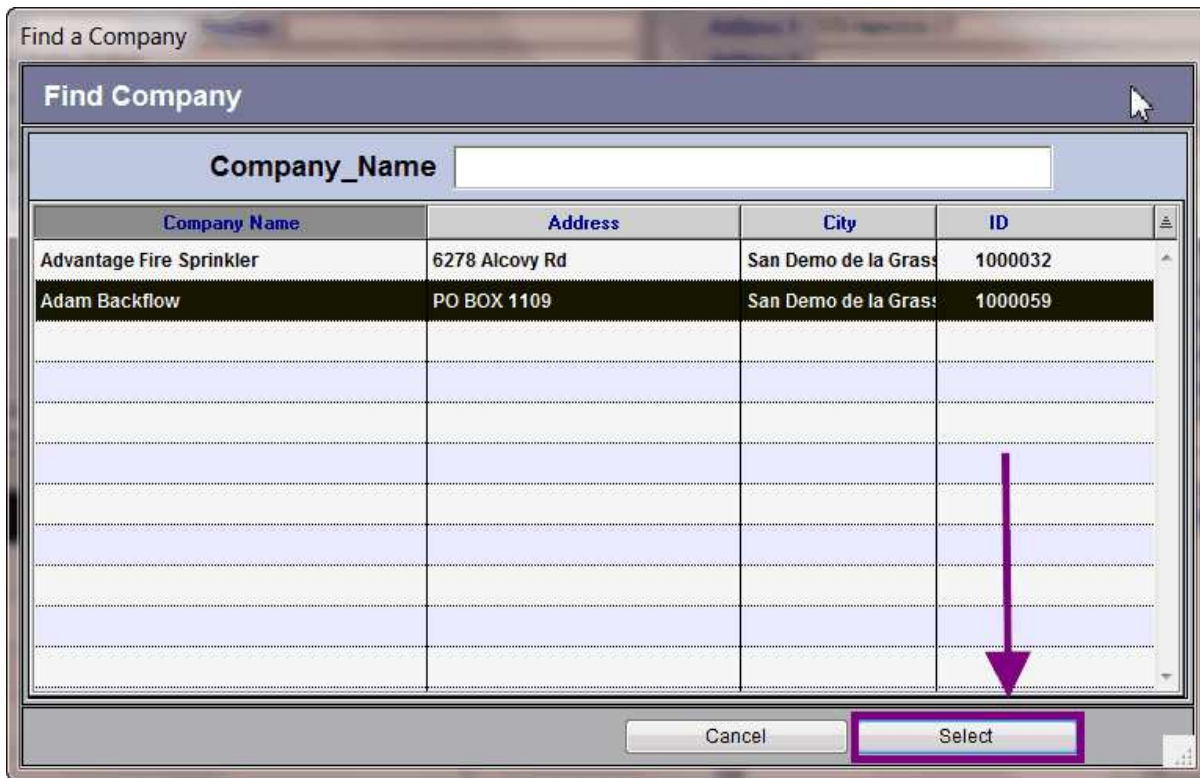 Find a Company
Find Company
Company_Name
Company Name Address City ID
Advantage Fire Sprinkler 6278 Alcovy Rd San Demo de la Grass 1000032
Adam Backflow PO BOX 1109 San Demo de la Grass 1000059
Cancel Select